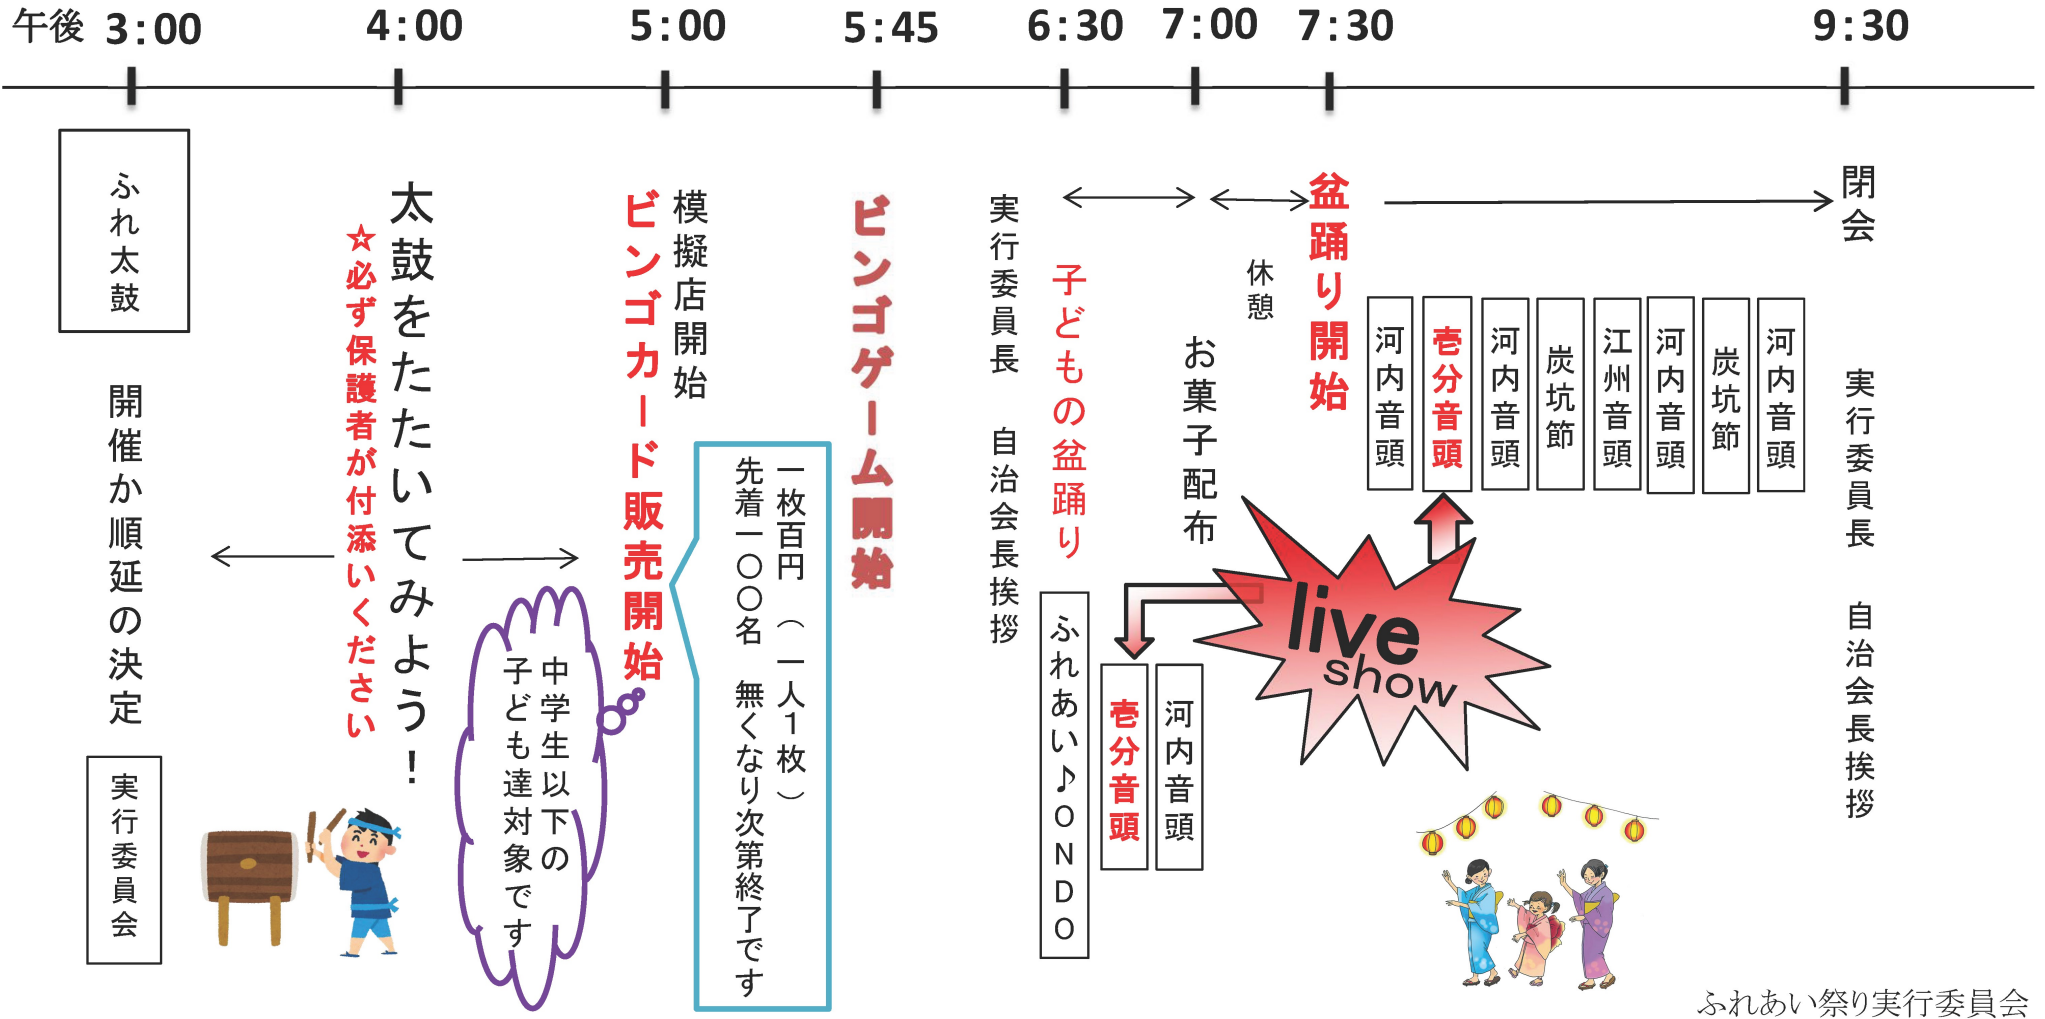 午後 3:00 4:00 5:00 5:45 6:30 7:00 7:30 9:30
ふれ太鼓
開催か順延の決定
実行委員会
太鼓をたたいてみよう！
☆必ず保護者が付添いください
模擬店開始
ビンゴカード販売開始
中学生以下の
子ども達対象です
一枚百円（一人１枚）
先着一〇〇名　無くなり次第終了です
ビンゴゲーム開始
実行委員長　自治会長挨拶
子どもの盆踊り
ふれあい♪ＯＮＤＯ
壱分音頭
河内音頭
お菓子配布
休憩
盆踊り開始
河内音頭
壱分音頭
河内音頭
炭坑節
江州音頭
河内音頭
炭坑節
河内音頭
live
show
閉会
実行委員長　自治会長挨拶
ふれあい祭り実行委員会